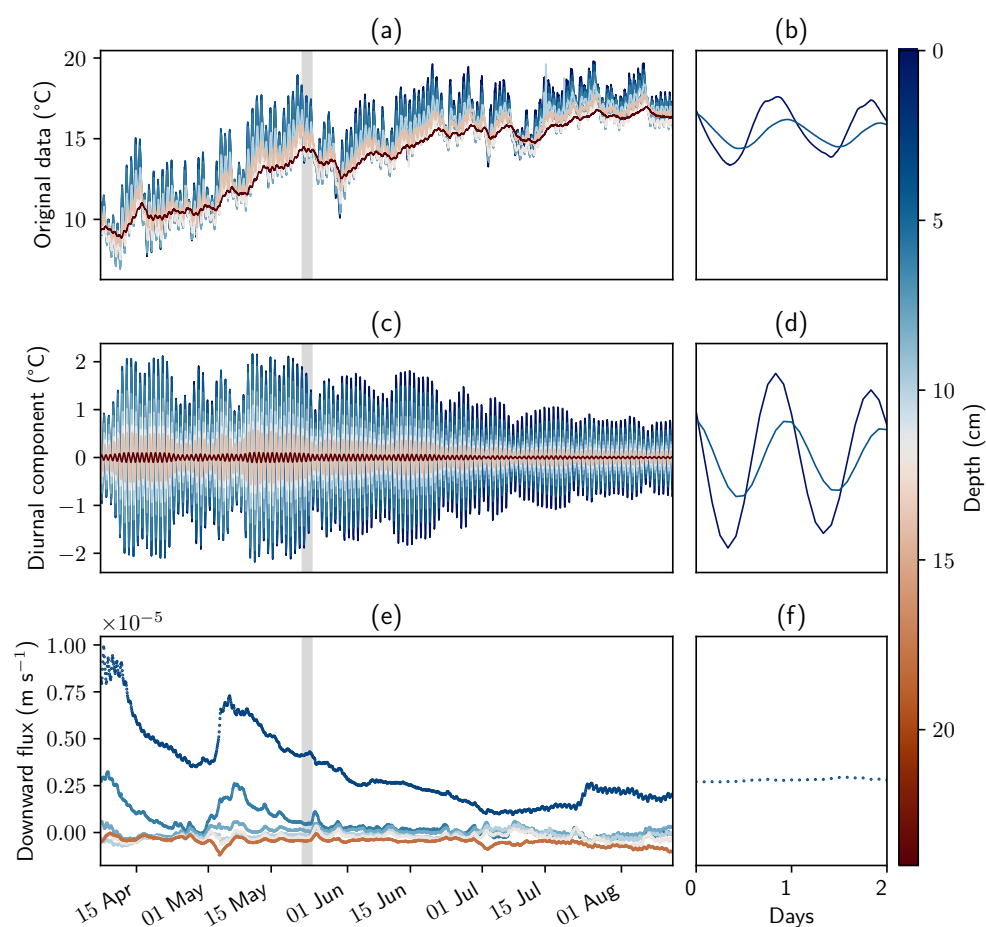 (a)
(b)
Original data (°C)
20
15
10
0
5
10
15
20
Depth (cm)
(c)
(d)
Diurnal component (°C)
2
1
0
−1
−2
(e)
(f)
×10−5
Downward flux (m s−1)
1.00
0.75
0.50
0.25
0.00
15 Apr
01 May
15 May
01 Jun
15 Jun
01 Jul
15 Jul
01 Aug
0
1
2
Days